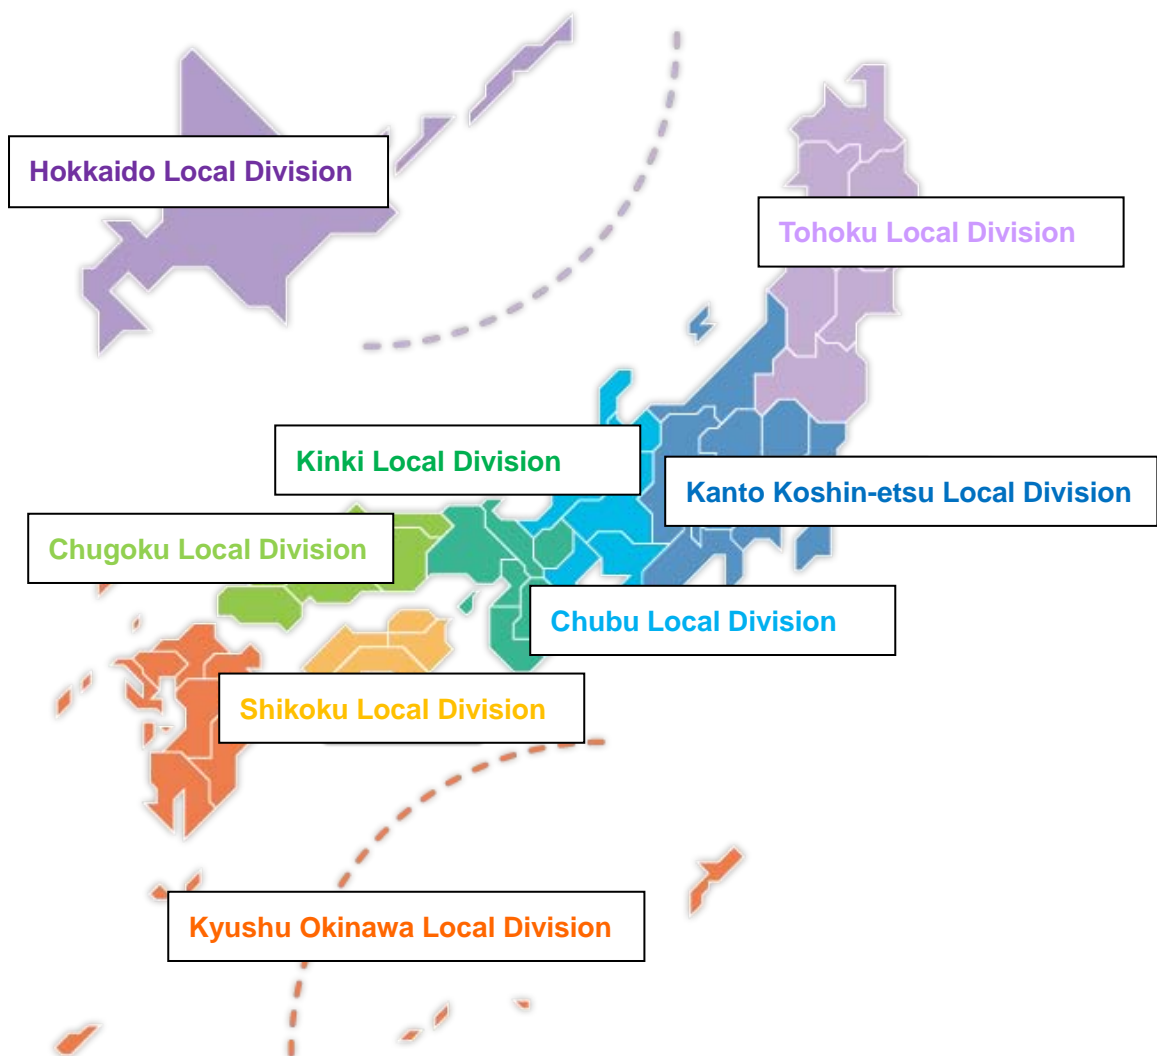 Hokkaido Local Division
Tohoku Local Division
Kinki Local Division
Kanto Koshin-etsu Local Division
Chugoku Local Division
Chubu Local Division
Shikoku Local Division
Kyushu Okinawa Local Division